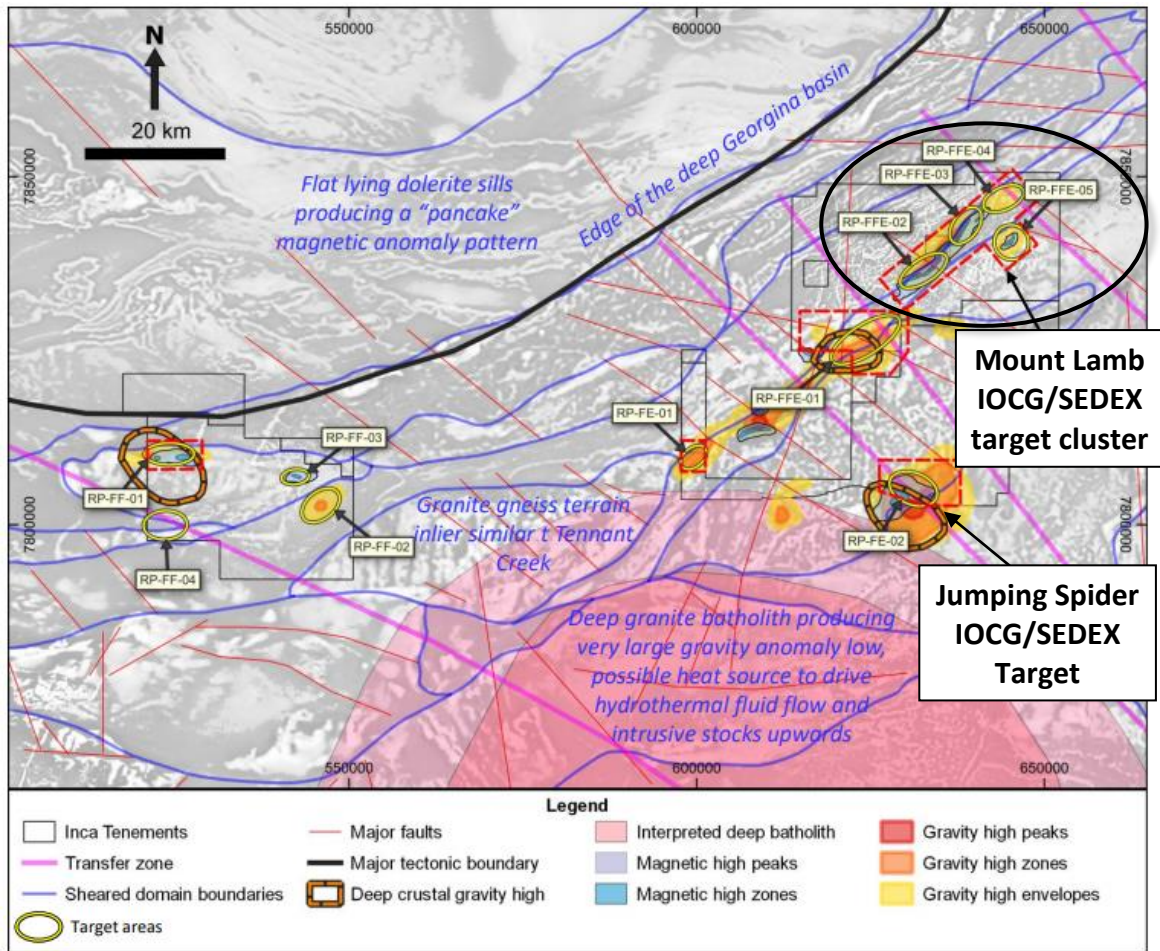 550000
600000
650000
N
20 km
Flat lying dolerite sills
producing a "pancake"
magnetic anomaly pattern
Edge of the deep Georgina basin
7850000
7850000
RP-FFE-04
RP-FFE-03
RP-FFE-05
RP-FFE-02
Mount Lamb
IOCG/SEDEX
target cluster
RP-FFE-01
RP-FE-01
RP-FF-03
RP-FF-01
RP-FF-02
RP-FF-04
Granite gneiss terrain
inlier similar t Tennant
Creek
7800000
7800000
RP-FE-02
Jumping Spider
IOCG/SEDEX
Target
Deep granite batholith producing
very large gravity anomaly low,
possible heat source to drive
hydrothermal fluid flow and
intrusive stocks upwards
550000
600000
650000
Legend
Inca Tenements
Major faults
Interpreted deep batholith
Gravity high peaks
Transfer zone
Major tectonic boundary
Magnetic high peaks
Gravity high zones
Sheared domain boundaries
Deep crustal gravity high
Magnetic high zones
Gravity high envelopes
Target areas